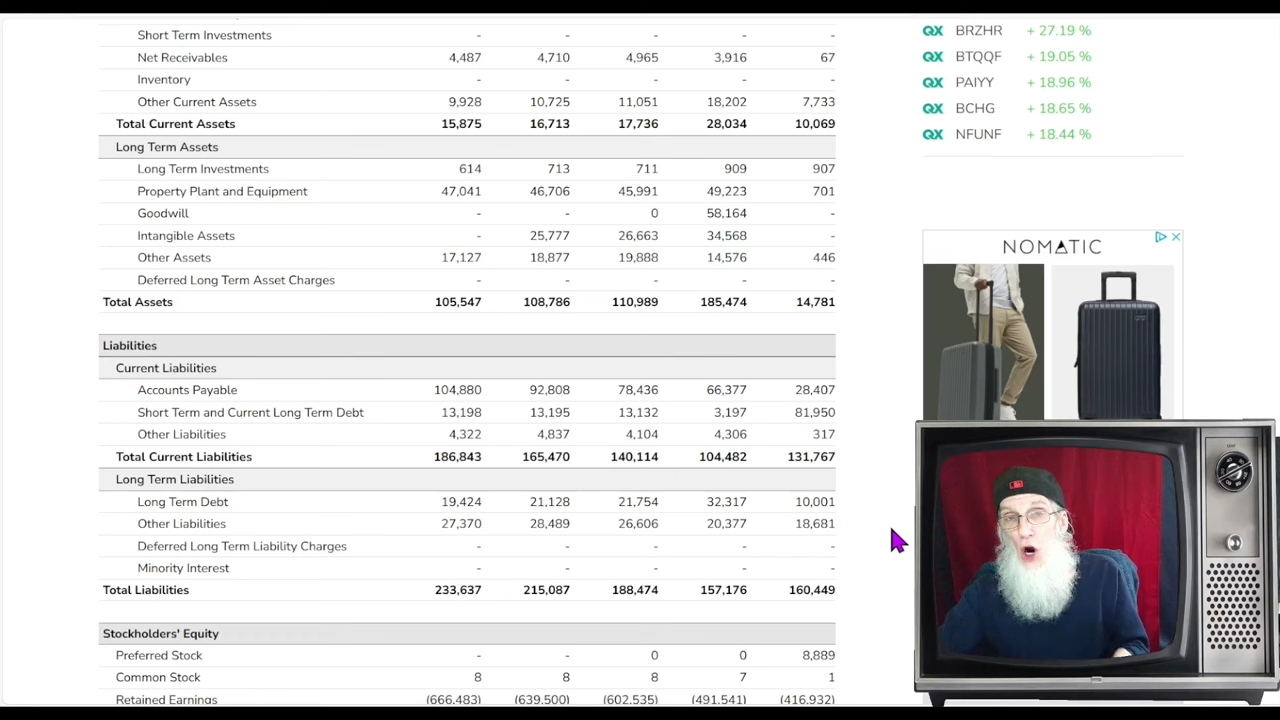 Short Term Investments - - - - -
Net Receivables 4,487 4,710 4,965 3,916 67
Inventory - - - - -
Other Current Assets 9,928 10,725 11,051 18,202 7,733
Total Current Assets 15,875 16,713 17,736 28,034 10,069
Long Term Assets
Long Term Investments 614 713 711 909 907
Property Plant and Equipment 47,041 46,706 45,991 49,223 701
Goodwill - - 0 58,164 -
Intangible Assets - 25,777 26,663 34,568 -
Other Assets 17,127 18,877 19,888 14,576 446
Deferred Long Term Asset Charges - - - - -
Total Assets 105,547 108,786 110,989 185,474 14,781
Liabilities
Current Liabilities
Accounts Payable 104,880 92,808 78,436 66,377 28,407
Short Term and Current Long Term Debt 13,198 13,195 13,132 3,197 81,950
Other Liabilities 4,322 4,837 4,104 4,306 317
Total Current Liabilities 186,843 165,470 140,114 104,482 131,767
Long Term Liabilities
Long Term Debt 19,424 21,128 21,754 32,317 10,001
Other Liabilities 27,370 28,489 26,606 20,377 18,681
Deferred Long Term Liability Charges - - - - -
Minority Interest - - - - -
Total Liabilities 233,637 215,087 188,474 157,176 160,449
Stockholders' Equity
Preferred Stock - - 0 0 8,889
Common Stock 8 8 8 7 1
Retained Earnings (666,483) (639,500) (602,535) (491,541) (416,932)
QX BRZHR + 27.19 %
QX BTQQF + 19.05 %
QX PAIYY + 18.96 %
QX BCHG + 18.65 %
QX NFUNF + 18.44 %
NOMATIC